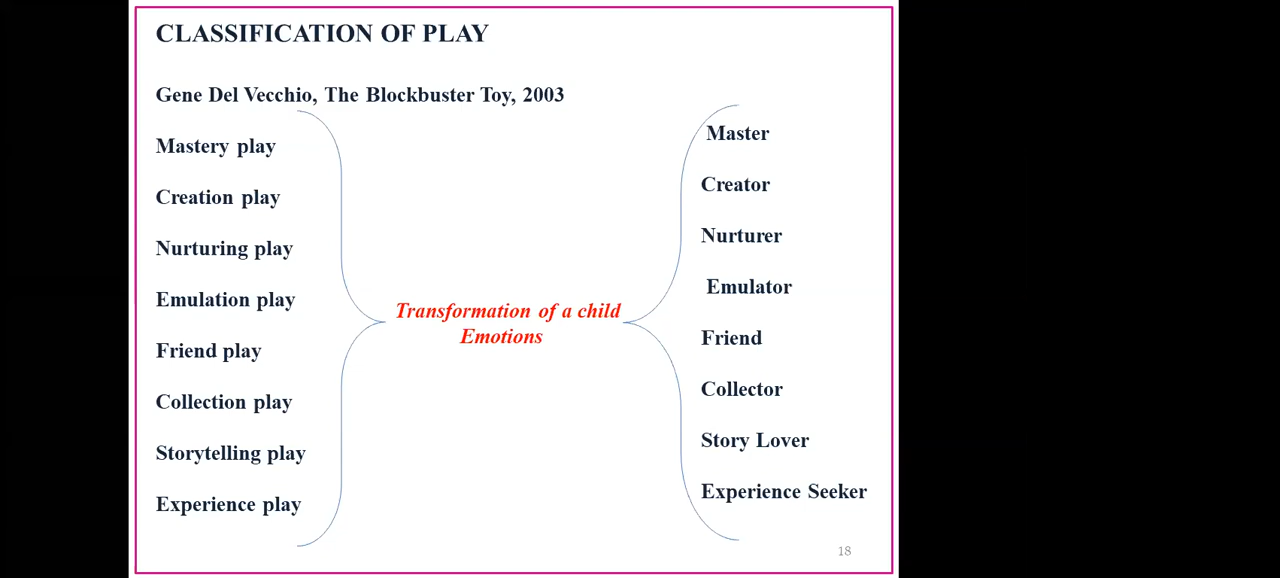 CLASSIFICATION OF PLAY
Gene Del Vecchio, The Blockbuster Toy, 2003
Mastery play
Creation play
Nurturing play
Emulation play
Friend play
Collection play
Storytelling play
Experience play
Transformation of a child
Emotions
Master
Creator
Nurturer
Emulator
Friend
Collector
Story Lover
Experience Seeker
18